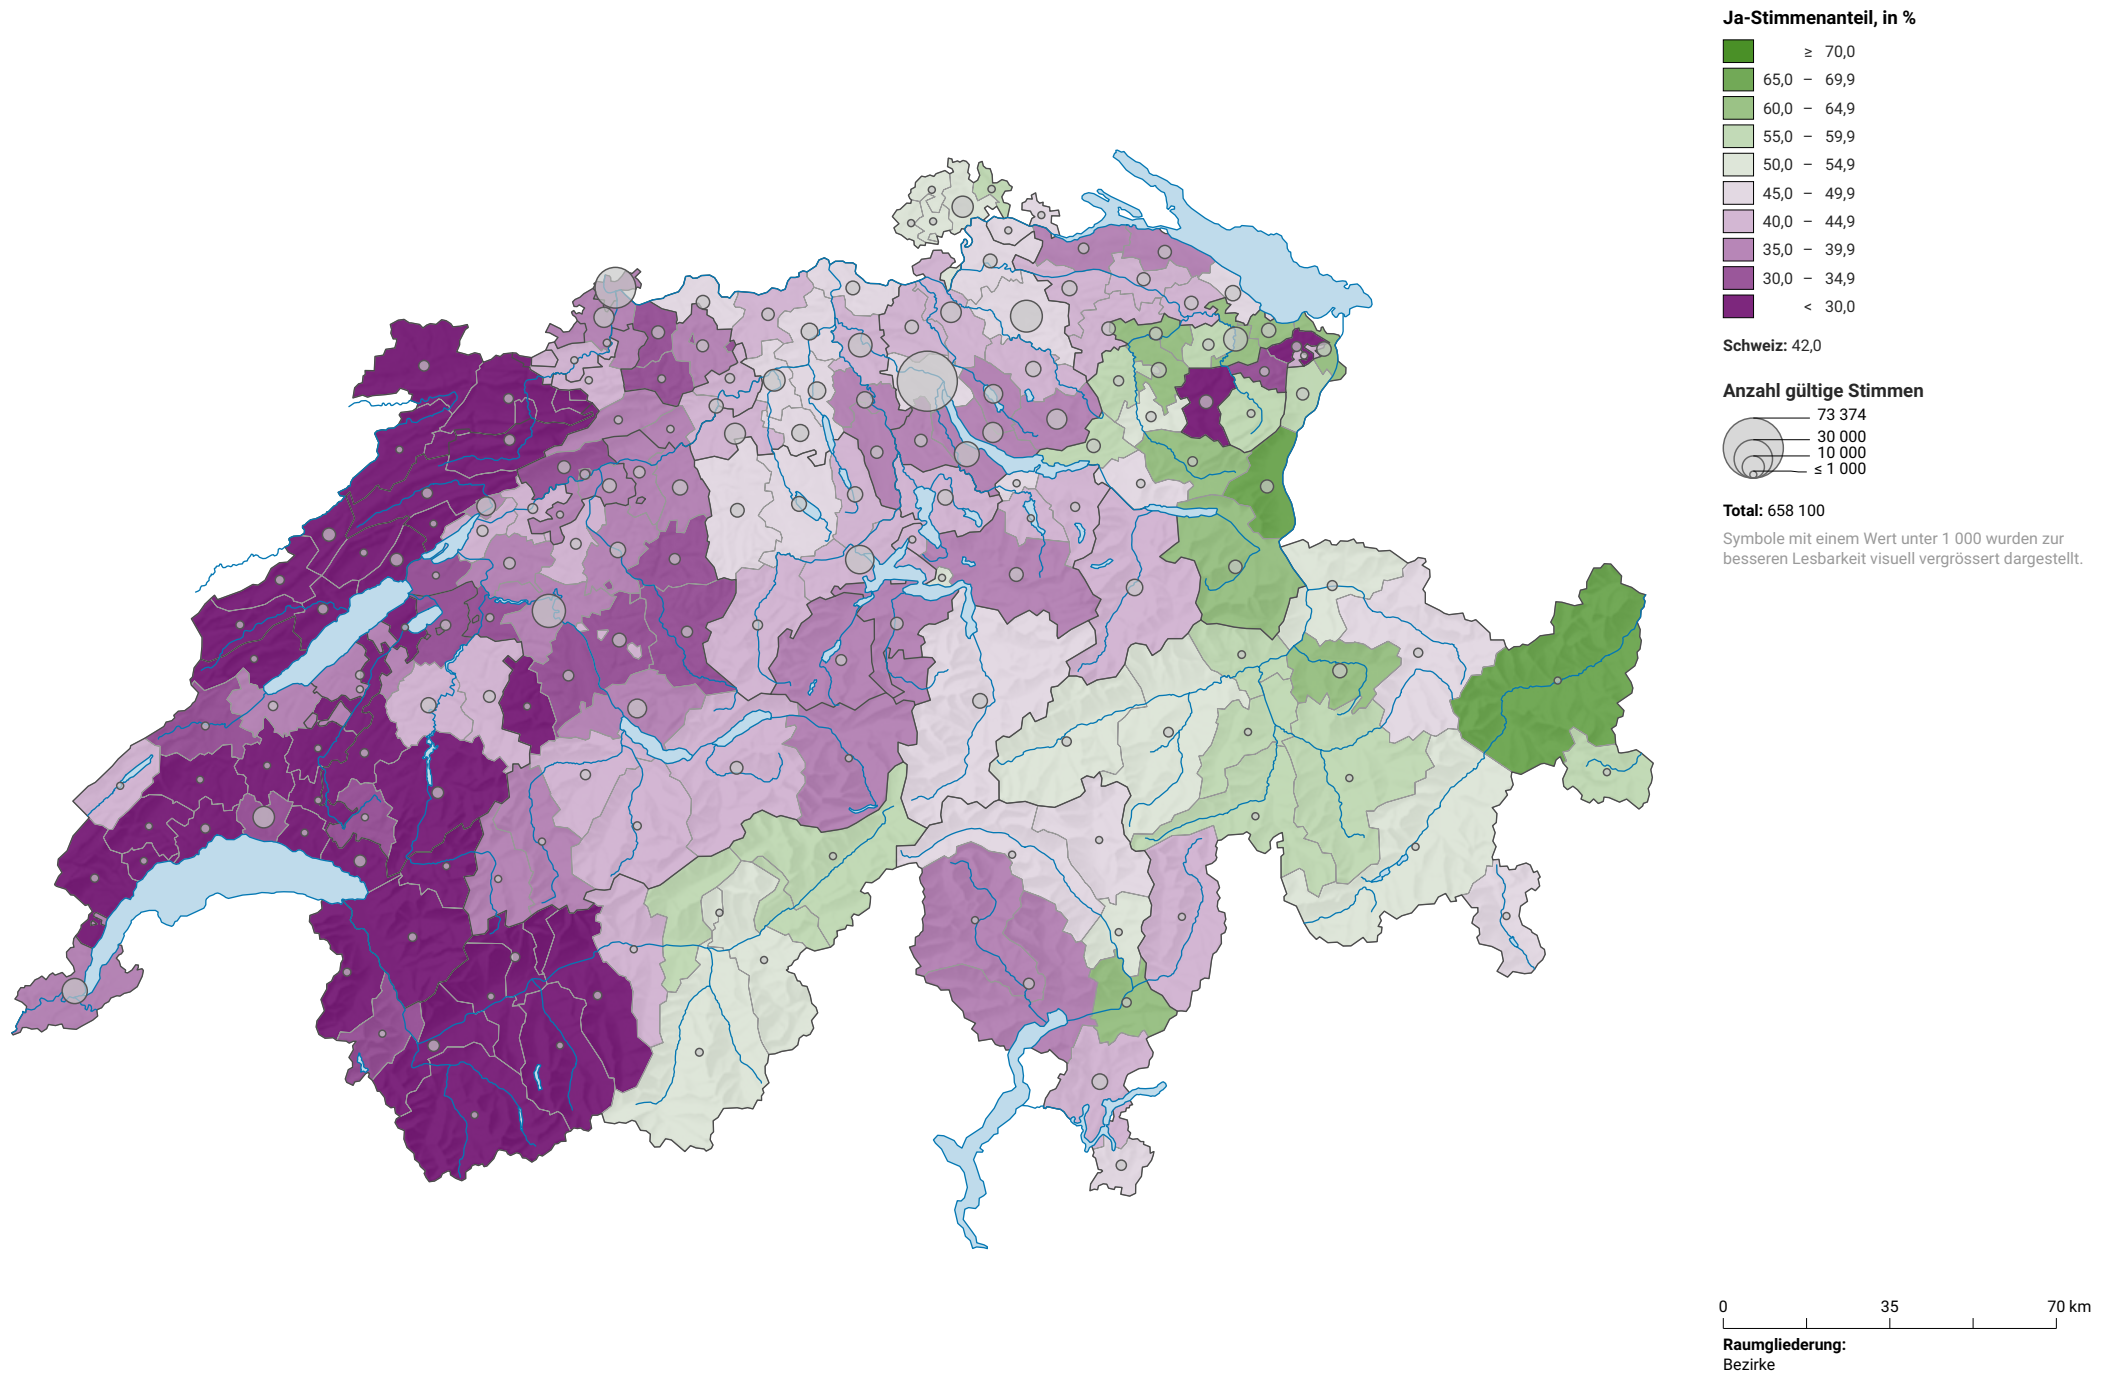 Ja-Stimmenanteil, in %
≥ 70,0
65,0 – 69,9
60,0 – 64,9
55,0 – 59,9
50,0 – 54,9
45,0 – 49,9
40,0 – 44,9
35,0 – 39,9
30,0 – 34,9
< 30,0
Schweiz: 42,0
Anzahl gültige Stimmen
73 374
30 000
10 000
≤ 1 000
Total: 658 100
Symbole mit einem Wert unter 1 000 wurden zur
besseren Lesbarkeit visuell vergrössert dargestellt.
0 35 70 km
Raumgliederung:
Bezirke